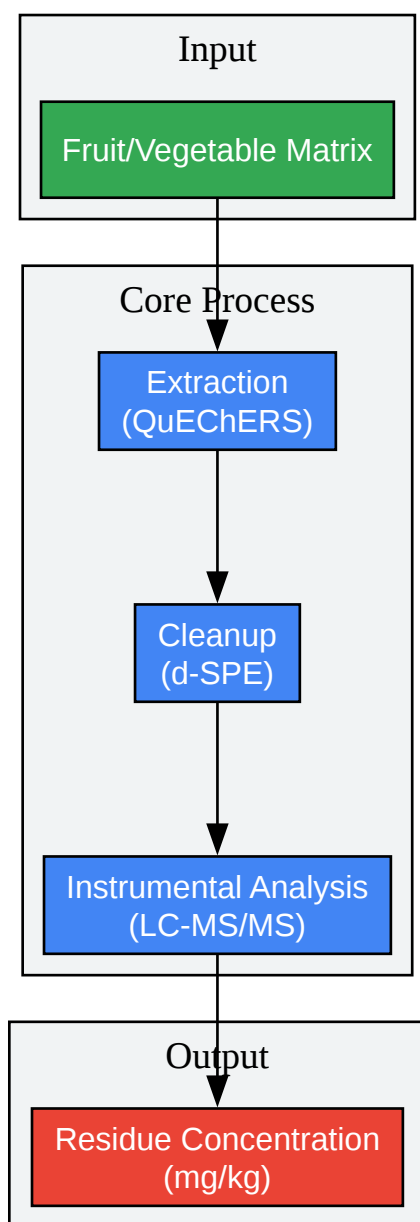 Input
Fruit/Vegetable Matrix
Core Process
Extraction
(QuEChERS)
Cleanup
(d-SPE)
Instrumental Analysis
(LC-MS/MS)
Output
Residue Concentration
(mg/kg)